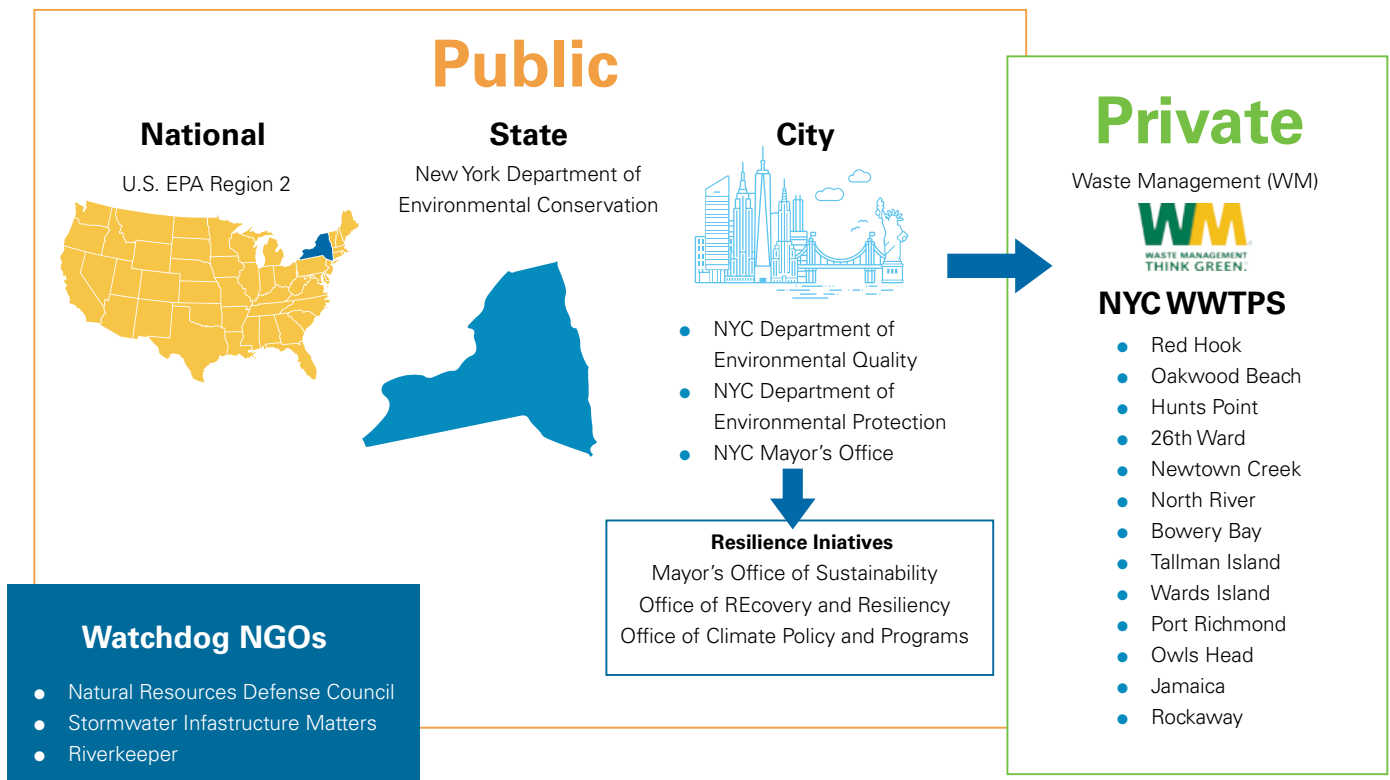 Public
National
U.S. EPA Region 2
State
New York Department of
Environmental Conservation
City
NYC Department of
Environmental Quality
NYC Department of
Environmental Protection
NYC Mayor's Office
Resilience Iniatives
Mayor's Office of Sustainability
Office of REcovery and Resiliency
Office of Climate Policy and Programs
Watchdog NGOs
Natural Resources Defense Council
Stormwater Infastructure Matters
Riverkeeper
Private
Waste Management (WM)
WM
WASTE MANAGEMENT
THINK GREEN.
NYC WWTPS
Red Hook
Oakwood Beach
Hunts Point
26th Ward
Newtown Creek
North River
Bowery Bay
Tallman Island
Wards Island
Port Richmond
Owls Head
Jamaica
Rockaway